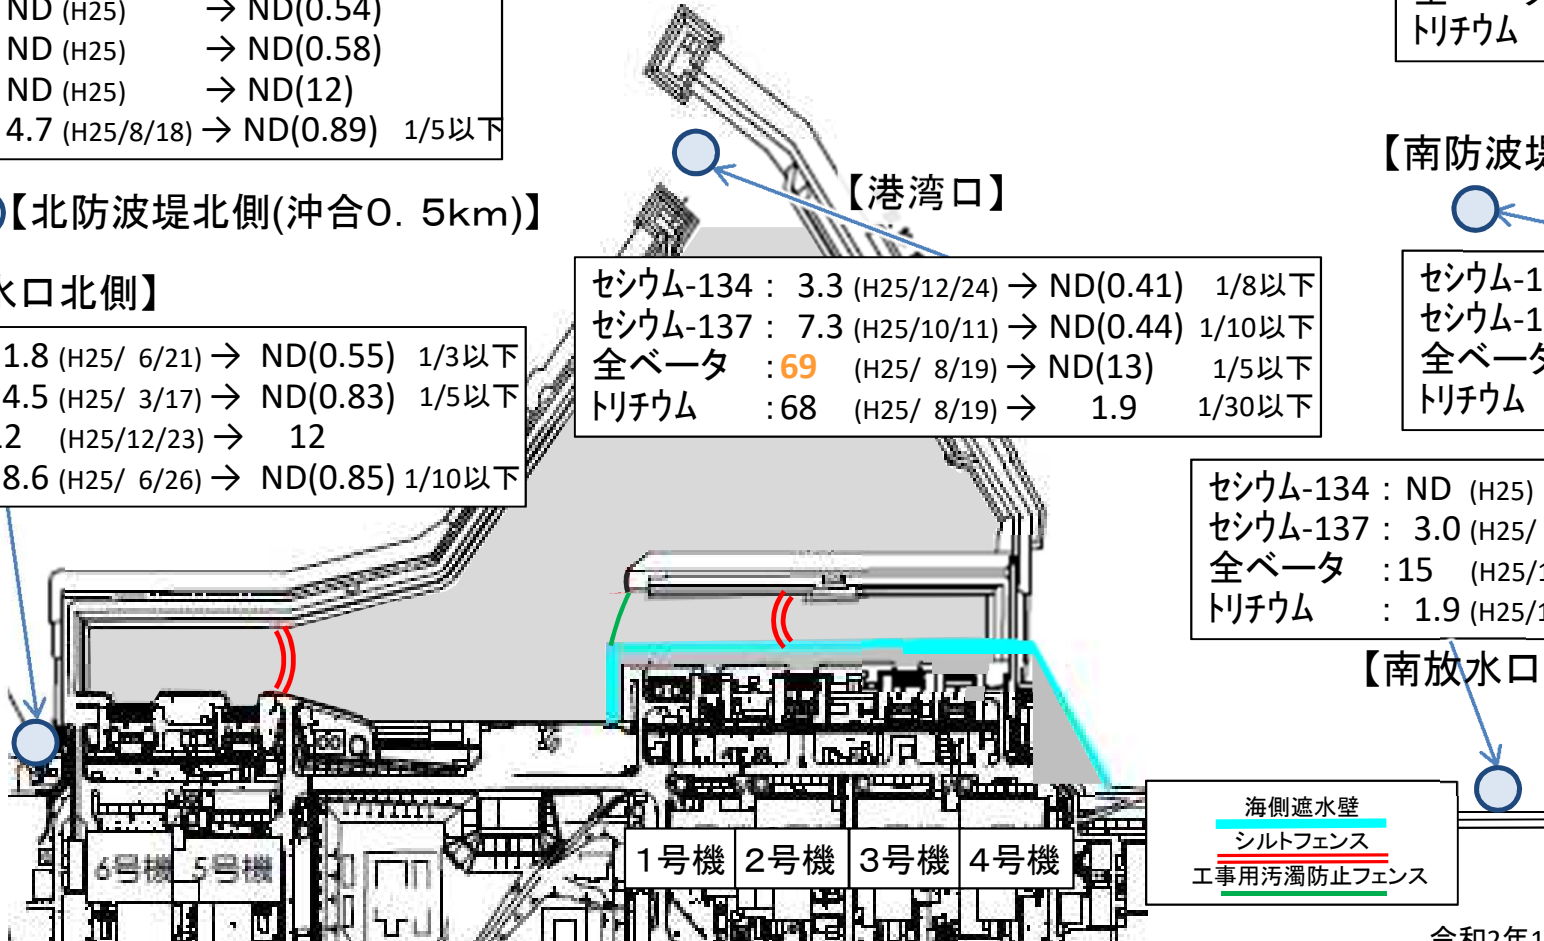 ND (H25) → ND(0.54)
ND (H25) → ND(0.58)
ND (H25) → ND(12)
4.7 (H25/8/18) → ND(0.89) 1/5以下
【北防波堤北側(沖合0.5km)】
水口北側】
1.8 (H25/ 6/21) → ND(0.55) 1/3以下
4.5 (H25/ 3/17) → ND(0.83) 1/5以下
(H25/12/23) → 12
8.6 (H25/ 6/26) → ND(0.85) 1/10以下
【港湾口】
セシウム-134 : 3.3 (H25/12/24) → ND(0.41) 1/8以下
セシウム-137 : 7.3 (H25/10/11) → ND(0.44) 1/10以下
全ベータ :69 (H25/ 8/19) → ND(13) 1/5以下
トリチウム :68 (H25/ 8/19) → 1.9 1/30以下
トリチウム
【南防波堤
セシウム-1
セシウム-1
全ベータ
トリチウム
セシウム-134 : ND (H25)
セシウム-137 : 3.0 (H25/
全ベータ :15 (H25/1
トリチウム : 1.9 (H25/1
【南放水口
6号機 5号機
1号機 2号機 3号機 4号機
海側遮水壁
シルトフェンス
工事用汚濁防止フェンス
令和2年1